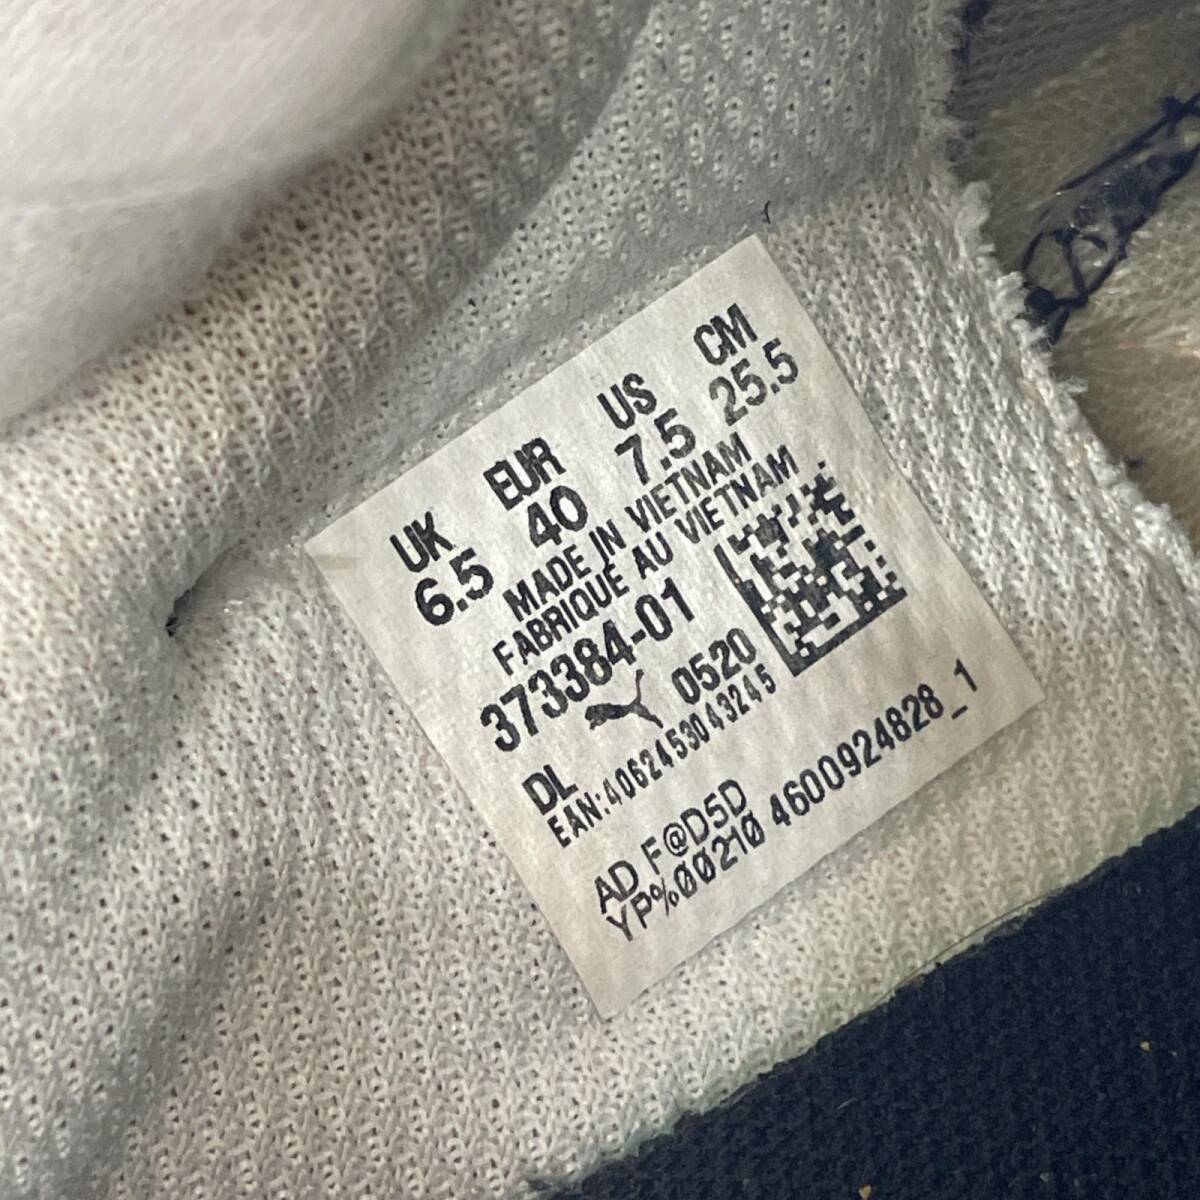 UK EUR US CM
6.5 40 7.5 25.5
MADE IN VIETNAM
FABRIQUE AU VIETNAM
373384-01
0520
DL
EAN:4062453043245
AD F@D5D
YP%00210 4600924828_1